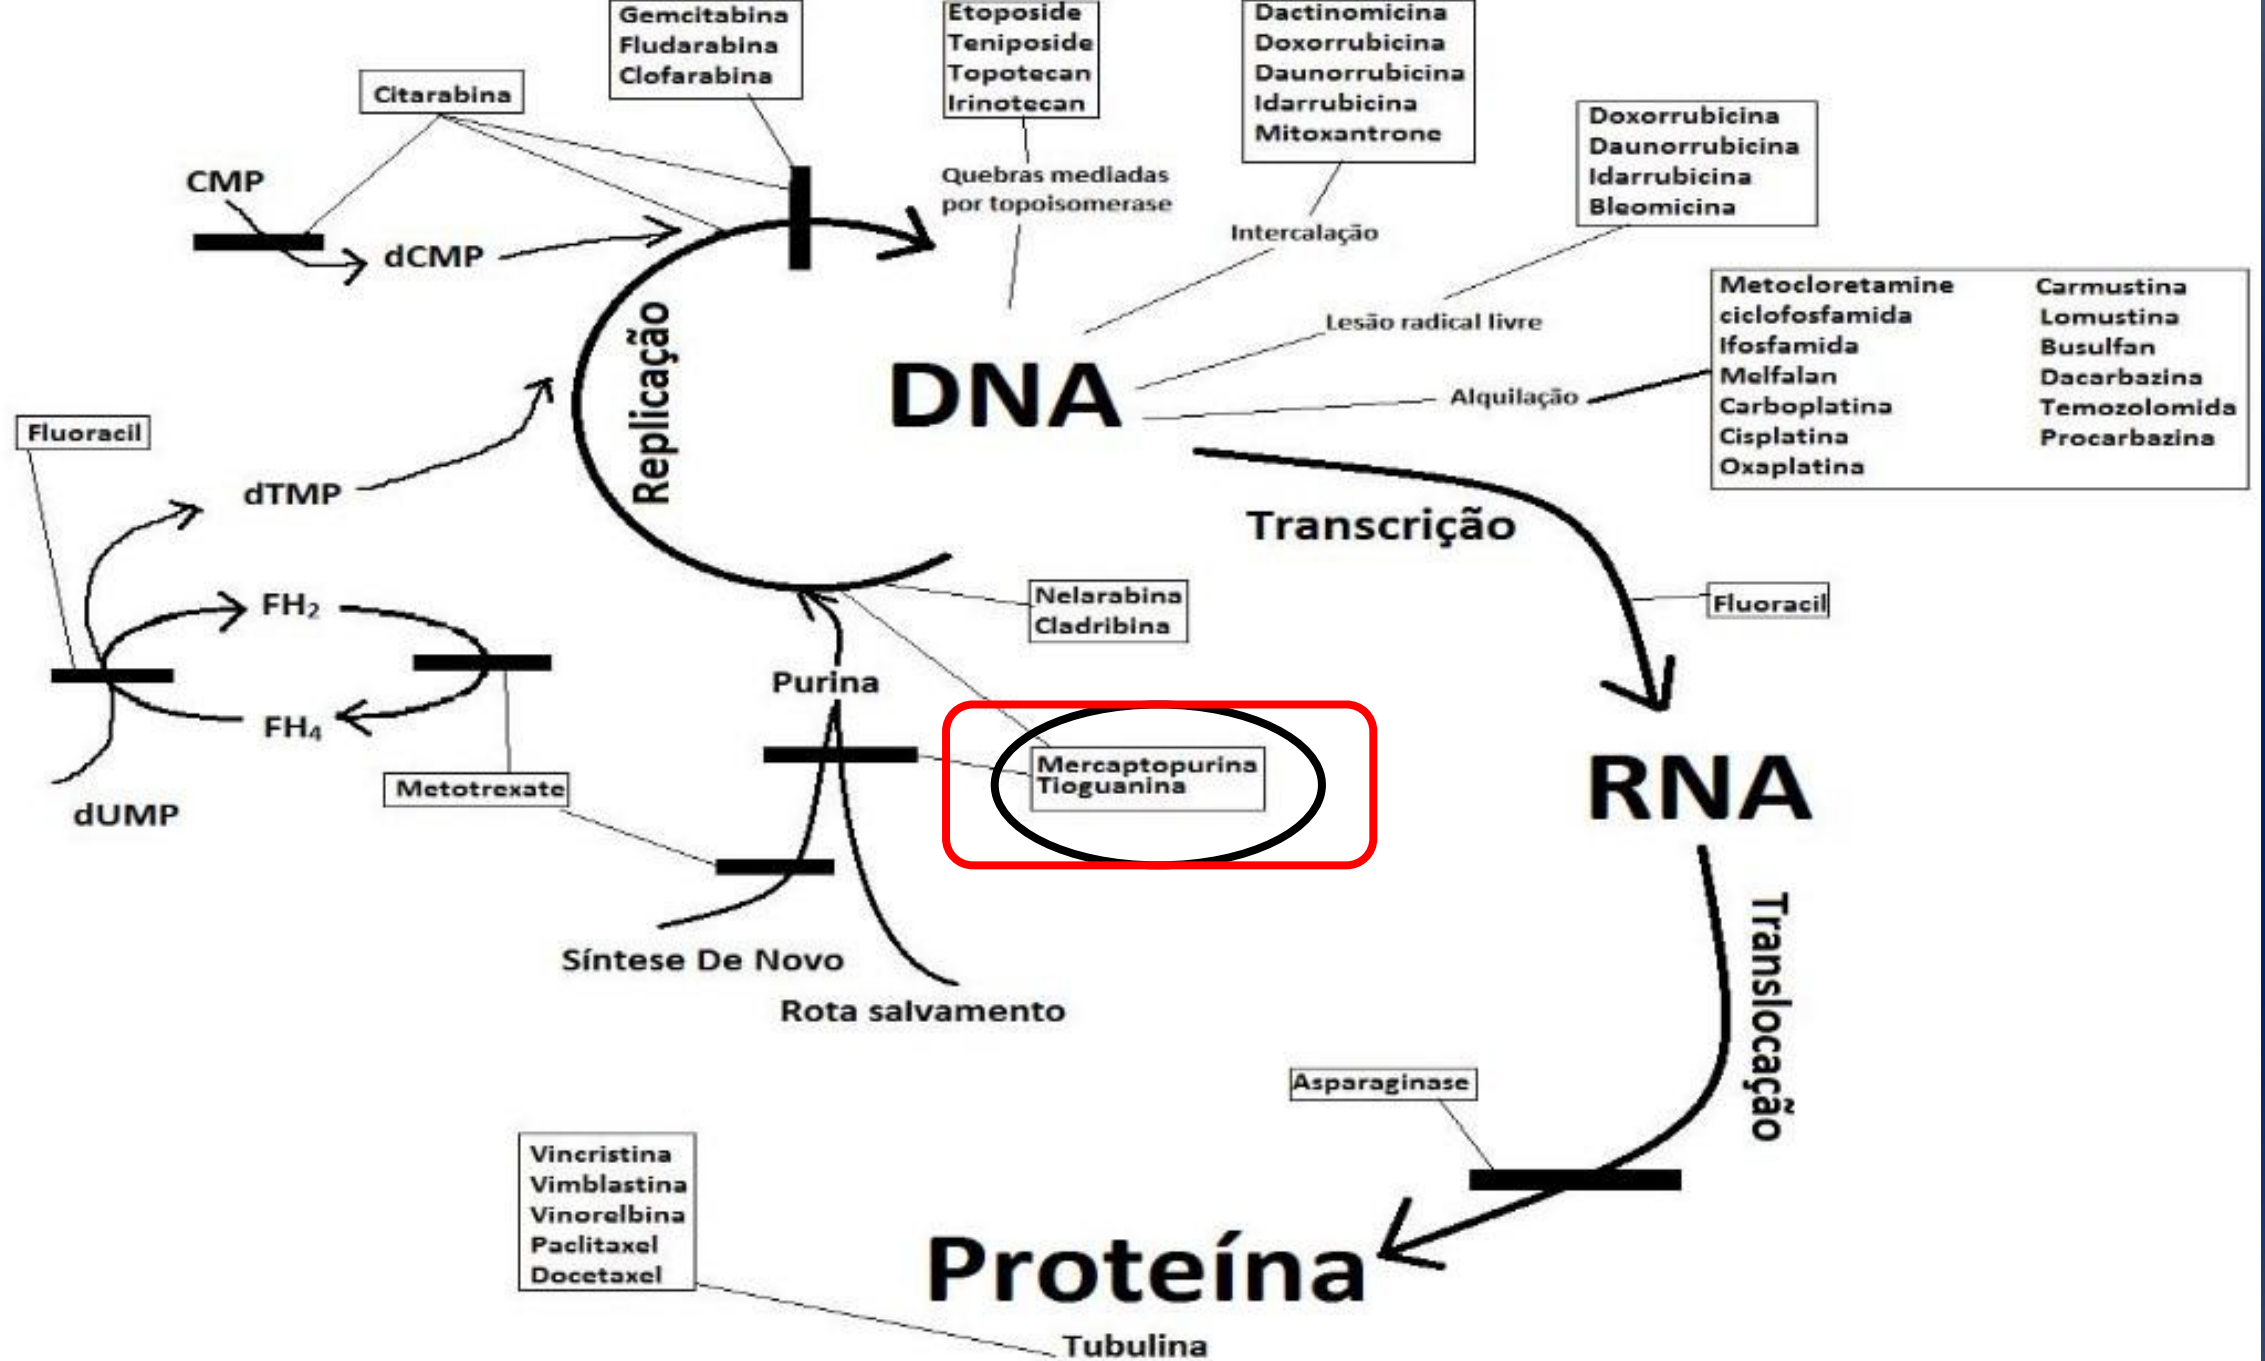 Gemcitabina
Fludarabina
Clofarabina
Etoposide
Teniposide
Topotecan
Irinotecan
Dactinomicina
Doxorrubicina
Daunorrubicina
Idarrubicina
Mitoxantrone
Citarabina
Doxorrubicina
Daunorrubicina
Idarrubicina
Bleomicina
CMP
dCMP
Quebras mediadas
por topoisomerase
Intercalação
Lesão radical livre
Alquilação
Metocloretamine
ciclofosfamida
Ifosfamida
Melfalan
Carboplatina
Cisplatina
Oxaplatina
Carmustina
Lomustina
Busulfan
Dacarbazina
Temozolomida
Procarbazina
Replicação
DNA
Fluoracil
dTMP
Transcrição
FH₂
FH₄
dUMP
Metotrexate
Nelarabina
Cladribina
Fluoracil
Purina
Mercaptopurina
Tioguanina
RNA
Síntese De Novo
Rota salvamento
Translocação
Asparaginase
Vincristina
Vimblastina
Vinorelbina
Paclitaxel
Docetaxel
Proteína
Tubulina